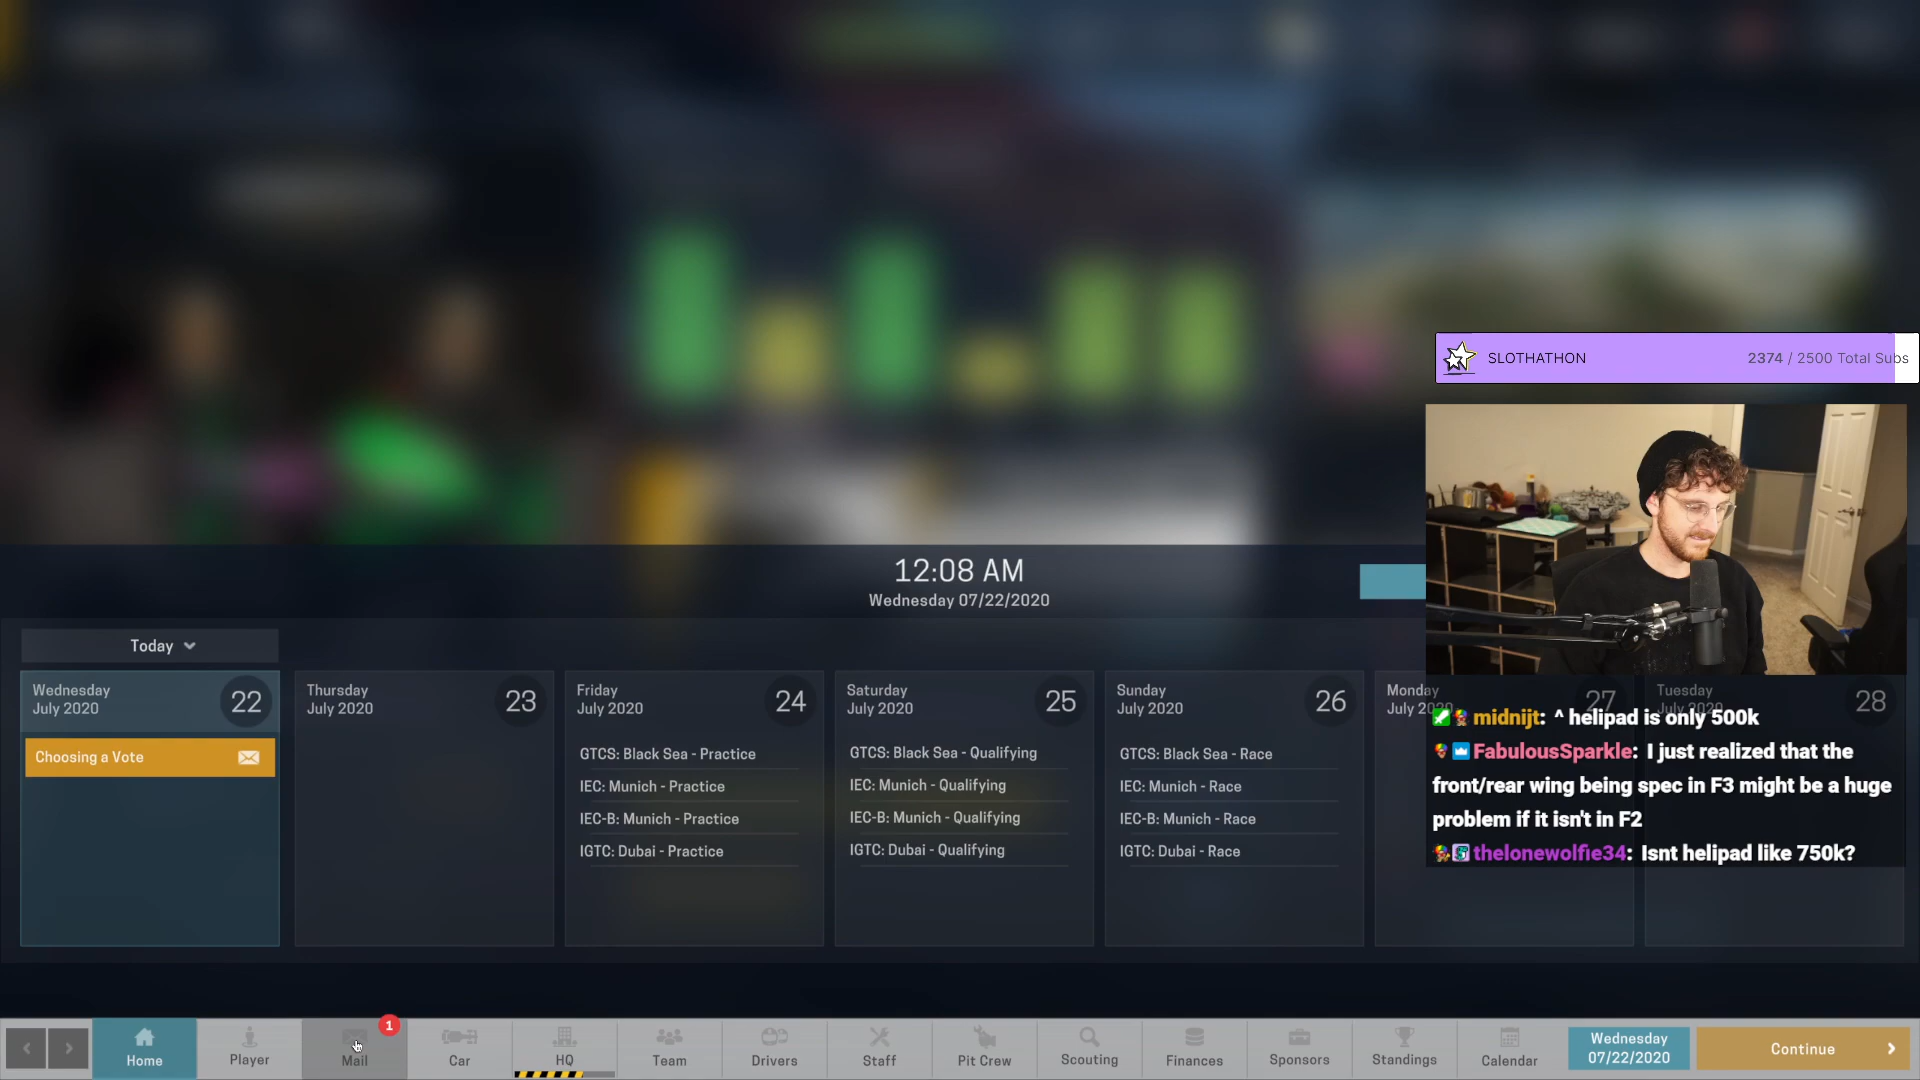 SLOTHATHON
2374 / 2500 Total Subs
12:08 AM
Wednesday 07/22/2020
Today
Wednesday
July 2020
22
Choosing a Vote
Thursday
July 2020
23
Friday
July 2020
24
GTCS: Black Sea - Practice
IEC: Munich - Practice
IEC-B: Munich - Practice
IGTC: Dubai - Practice
Saturday
July 2020
25
GTCS: Black Sea - Qualifying
IEC: Munich - Qualifying
IEC-B: Munich - Qualifying
IGTC: Dubai - Qualifying
Sunday
July 2020
26
GTCS: Black Sea - Race
IEC: Munich - Race
IEC-B: Munich - Race
IGTC: Dubai - Race
Monday
July 2020
27
Tuesday
July 2020
28
midnijt: ^ helipad is only 500k
FabulousSparkle: I just realized that the
front/rear wing being spec in F3 might be a huge
problem if it isn't in F2
thelonewolfie34: Isnt helipad like 750k?
Home
Player
1
Mail
Car
HQ
Team
Drivers
Staff
Pit Crew
Scouting
Finances
Sponsors
Standings
Calendar
Wednesday
07/22/2020
Continue